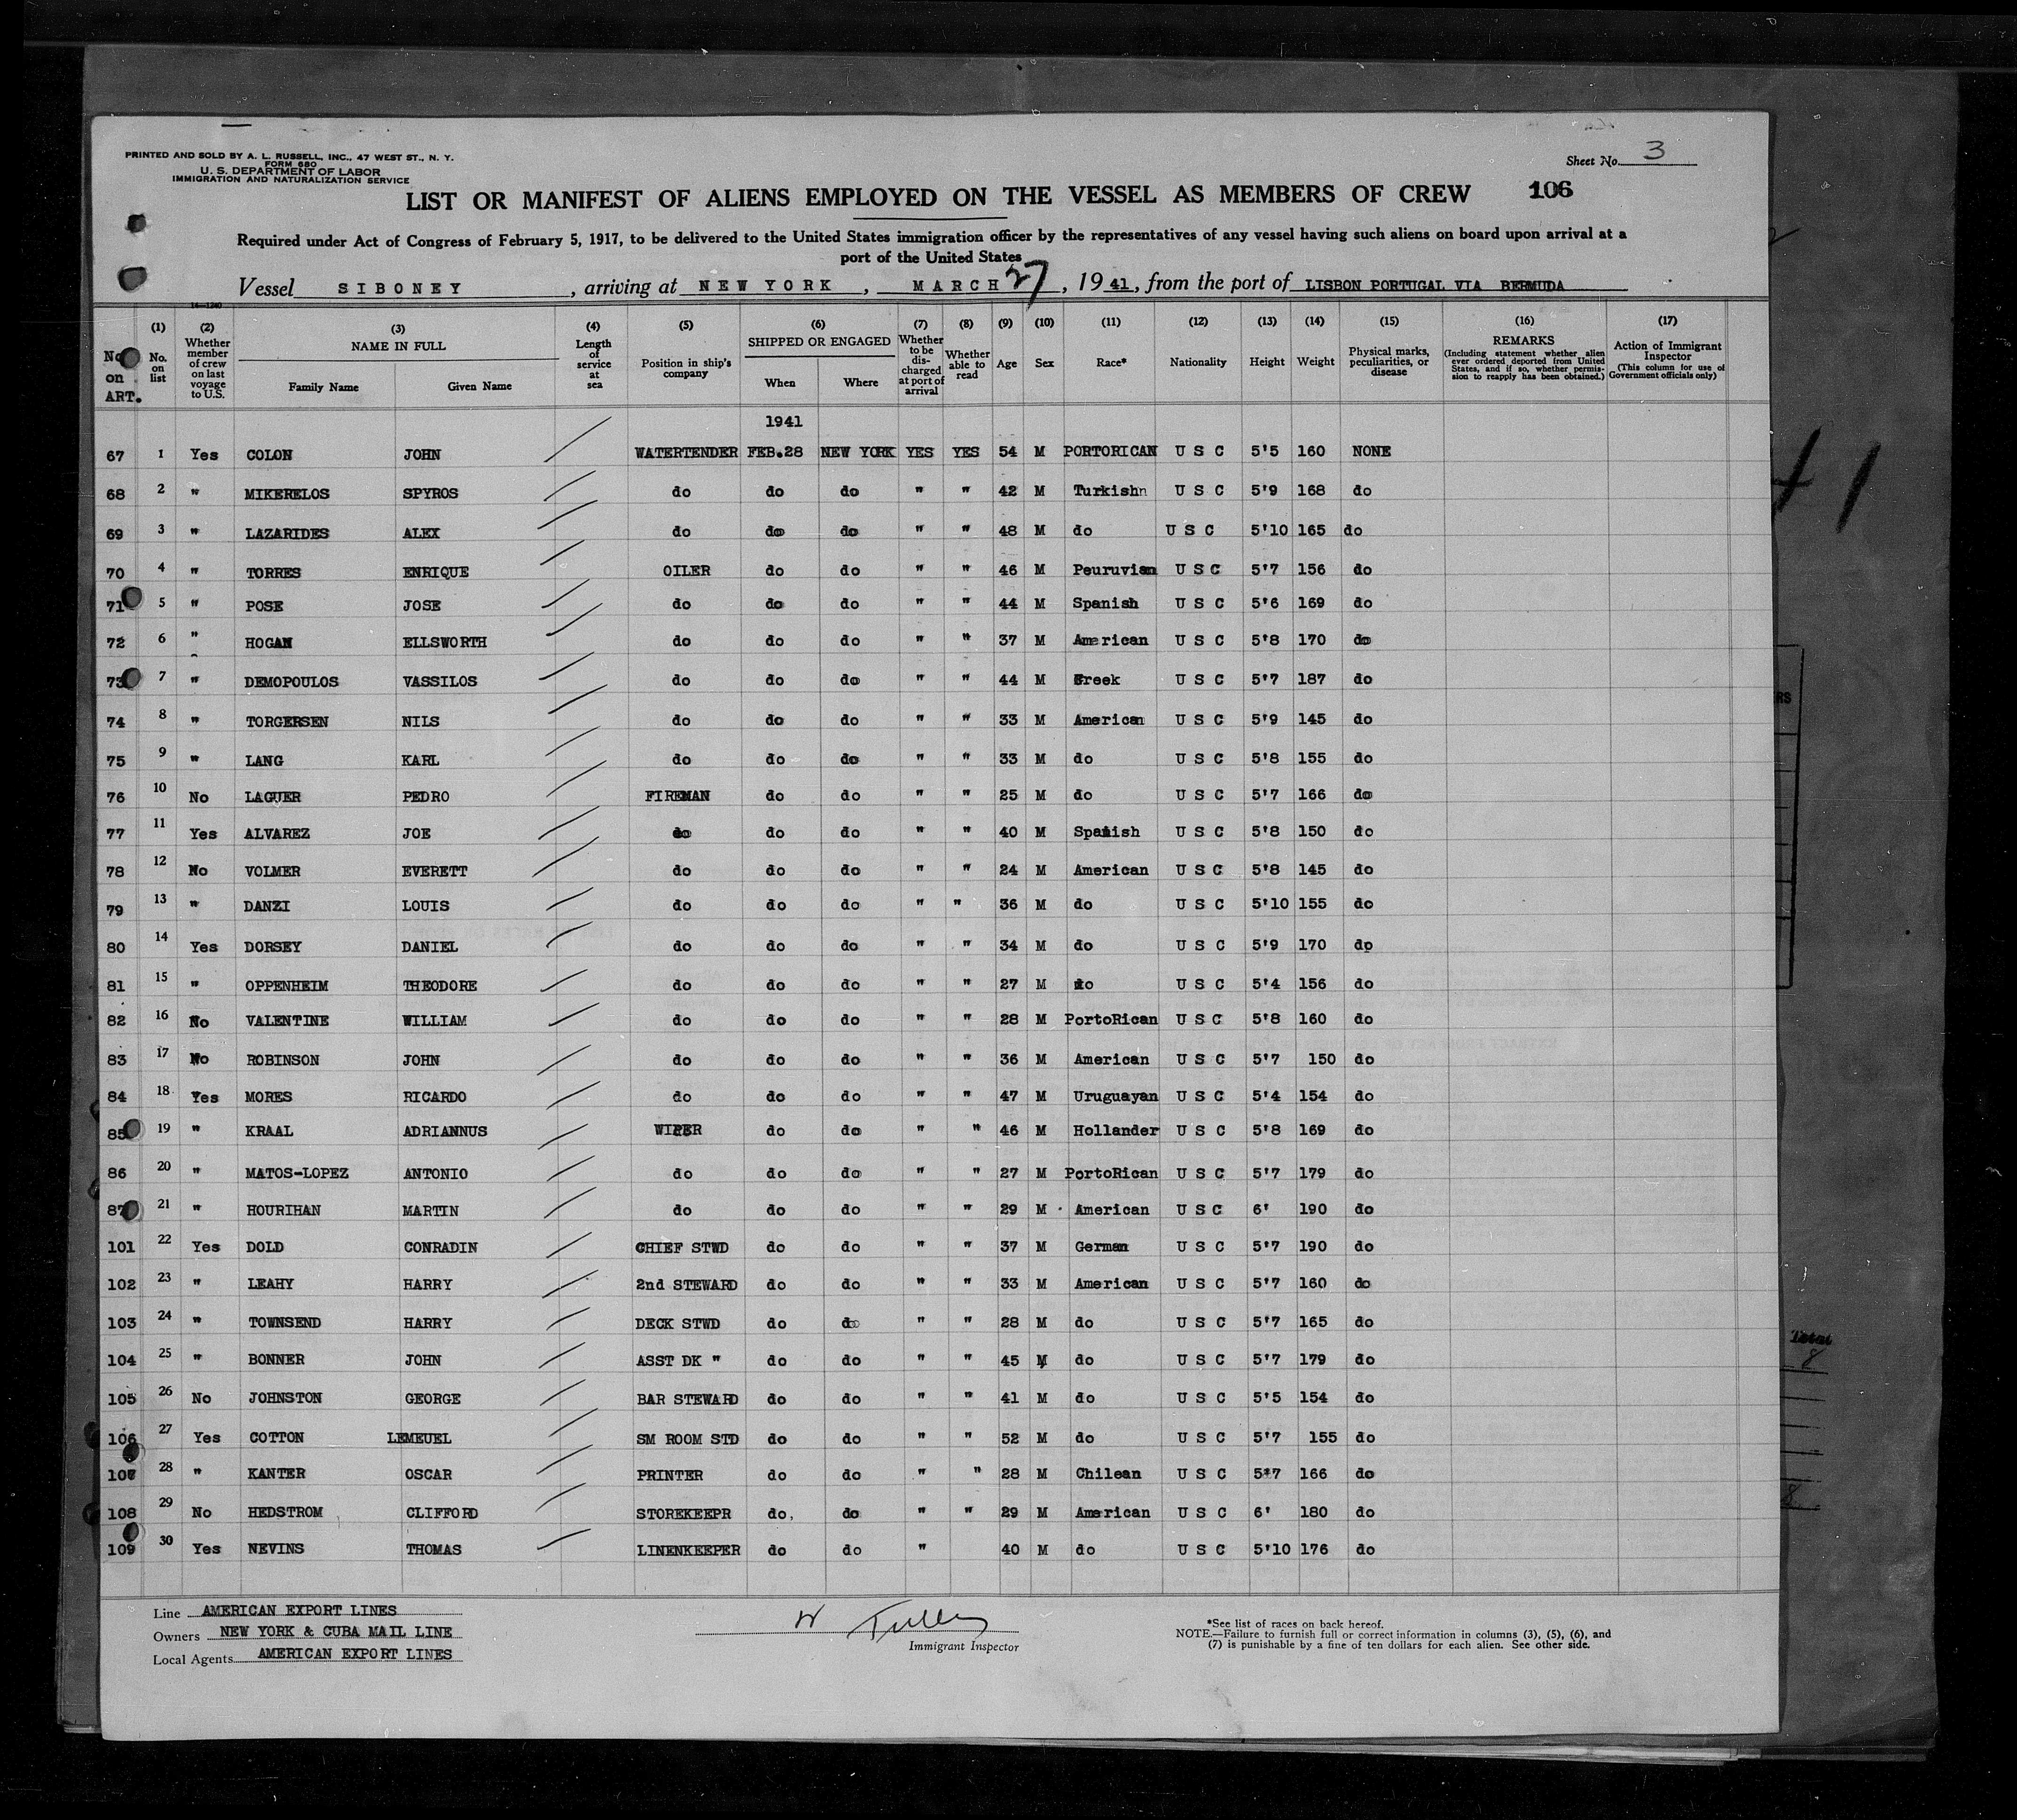 PRINTED AND SOLD BY A. L. RUSSELL, INC., 47 WEST ST., N. Y.
FORM 680
U. S. DEPARTMENT OF LABOR
IMMIGRATION AND NATURALIZATION SERVICE
Sheet No. 3
LIST OR MANIFEST OF ALIENS EMPLOYED ON THE VESSEL AS MEMBERS OF CREW 106
Required under Act of Congress of February 5, 1917, to be delivered to the United States immigration officer by the representatives of any vessel having such aliens on board upon arrival at a
port of the United States
Vessel SIBONEY, arriving at NEW YORK, MARCH 27, 1941, from the port of LISBON PORTUGAL VIA BERMUDA
14—1240
No on ART.
(1) No. on list
(2) Whether member of crew on last voyage to U.S.
(3) NAME IN FULL
Family Name Given Name
(4) Length of service at sea
(5) Position in ship's company
(6) SHIPPED OR ENGAGED
When Where
(7) Whether to be discharged at port of arrival
(8) Whether able to read
(9) Age
(10) Sex
(11) Race*
(12) Nationality
(13) Height
(14) Weight
(15) Physical marks, peculiarities, or disease
(16) REMARKS (Including statement whether alien ever ordered deported from United States, and if so, whether permission to reapply has been obtained.)
(17) Action of Immigrant Inspector (This column for use of Government officials only)
1941
67 1 Yes COLON JOHN WATERTENDER FEB.28 NEW YORK YES YES 54 M PORTORICAN U S C 5'5 160 NONE
68 2 " MIKERELOS SPYROS do do do " " 42 M Turkishn U S C 5'9 168 do
69 3 " LAZARIDES ALEX do do do " " 48 M do U S C 5'10 165 do
70 4 " TORRES ENRIQUE OILER do do " " 46 M Peuruvian U S C 5'7 156 do
71 5 " POSE JOSE do do do " " 44 M Spanish U S C 5'6 169 do
72 6 " HOGAN ELLSWORTH do do do " " 37 M American U S C 5'8 170 do
73 7 " DEMOPOULOS VASSILOS do do do " " 44 M Greek U S C 5'7 187 do
74 8 " TORGERSEN NILS do do do " " 33 M American U S C 5'9 145 do
75 9 " LANG KARL do do do " " 33 M do U S C 5'8 155 do
76 10 No LAGUER PEDRO FIREMAN do do " " 25 M do U S C 5'7 166 do
77 11 Yes ALVAREZ JOE do do do " " 40 M Spanish U S C 5'8 150 do
78 12 No VOLMER EVERETT do do do " " 24 M American U S C 5'8 145 do
79 13 " DANZI LOUIS do do do " " 36 M do U S C 5'10 155 do
80 14 Yes DORSEY DANIEL do do do " " 34 M do U S C 5'9 170 do
81 15 " OPPENHEIM THEODORE do do do " " 27 M do U S C 5'4 156 do
82 16 No VALENTINE WILLIAM do do do " " 28 M PortoRican U S C 5'8 160 do
83 17 No ROBINSON JOHN do do do " " 36 M American U S C 5'7 150 do
84 18 Yes MORES RICARDO do do do " " 47 M Uruguayan U S C 5'4 154 do
85 19 " KRAAL ADRIANNUS WIPER do do " " 46 M Hollander U S C 5'8 169 do
86 20 " MATOS-LOPEZ ANTONIO do do do " " 27 M PortoRican U S C 5'7 179 do
87 21 " HOURIHAN MARTIN do do do " " 29 M American U S C 6' 190 do
101 22 Yes DOLD CONRADIN CHIEF STWD do do " " 37 M German U S C 5'7 190 do
102 23 " LEAHY HARRY 2nd STEWARD do do " " 33 M American U S C 5'7 160 do
103 24 " TOWNSEND HARRY DECK STWD do do " " 28 M do U S C 5'7 165 do
104 25 " BONNER JOHN ASST DK " do do " " 45 M do U S C 5'7 179 do
105 26 No JOHNSTON GEORGE BAR STEWARD do do " " 41 M do U S C 5'5 154 do
106 27 Yes COTTON LEMEUEL SM ROOM STD do do " " 52 M do U S C 5'7 155 do
107 28 " KANTER OSCAR PRINTER do do " " 28 M Chilean U S C 5'7 166 do
108 29 No HEDSTROM CLIFFORD STOREKEEPR do, do " " 29 M American U S C 6' 180 do
109 30 Yes NEVINS THOMAS LINENKEEPER do do " 40 M do U S C 5'10 176 do
Line AMERICAN EXPORT LINES
Owners NEW YORK & CUBA MAIL LINE
Local Agents AMERICAN EXPORT LINES
Immigrant Inspector
*See list of races on back hereof.
NOTE.—Failure to furnish full or correct information in columns (3), (5), (6), and
(7) is punishable by a fine of ten dollars for each alien. See other side.
Total
8